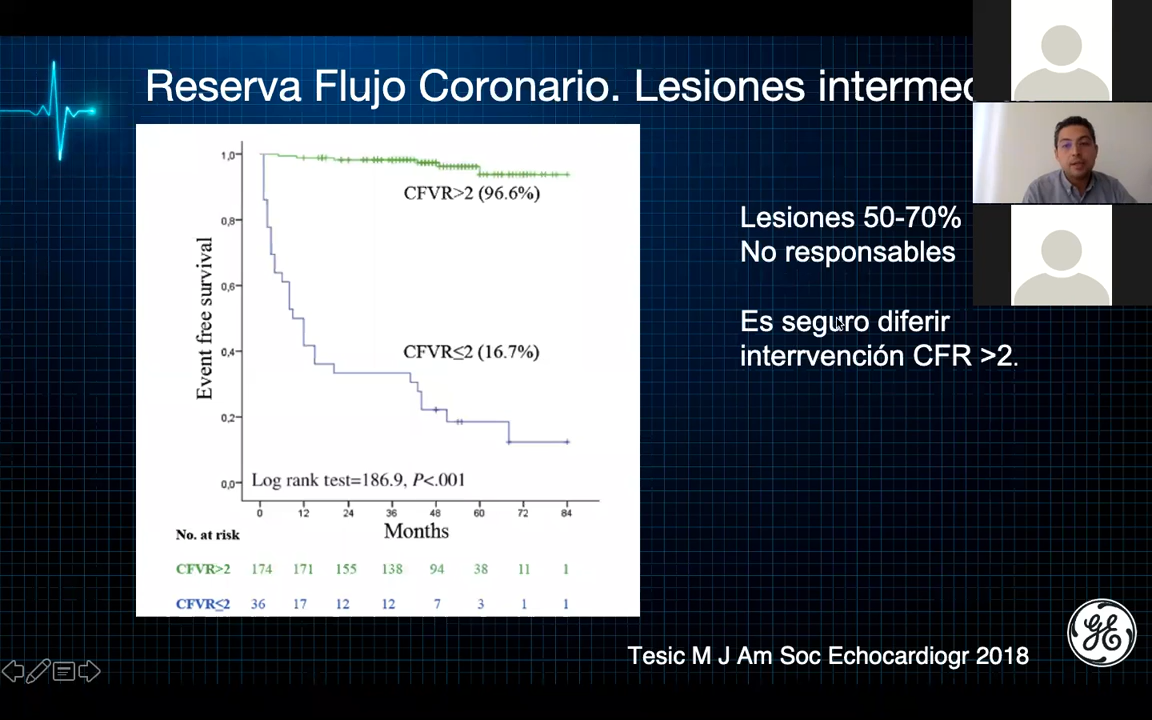 Reserva Flujo Coronario. Lesiones
1,0
0,8
0,6
0,4
0,2
0,0
Event free survival
CFVR>2 (96.6%)
CFVR≤2 (16.7%)
Log rank test=186.9, P<.001
0 12 24 36 48 60 72 84
Months
No. at risk
CFVR>2 174 171 155 138 94 38 11 1
CFVR≤2 36 17 12 12 7 3 1 1
Lesiones 50-70%
No responsables
Es seguro diferir
interrvención CFR >2.
Tesic M J Am Soc Echocardiogr 2018
GE